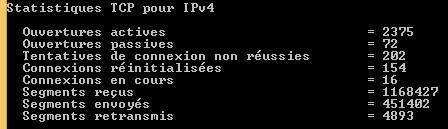 Statistiques TCP pour IPv4
Ouvertures actives = 2375
Ouvertures passives = 72
Tentatives de connexion non réussies = 202
Connexions réinitialisées = 154
Connexions en cours = 16
Segments reçus = 1168427
Segments envoyés = 451402
Segments retransmis = 4893